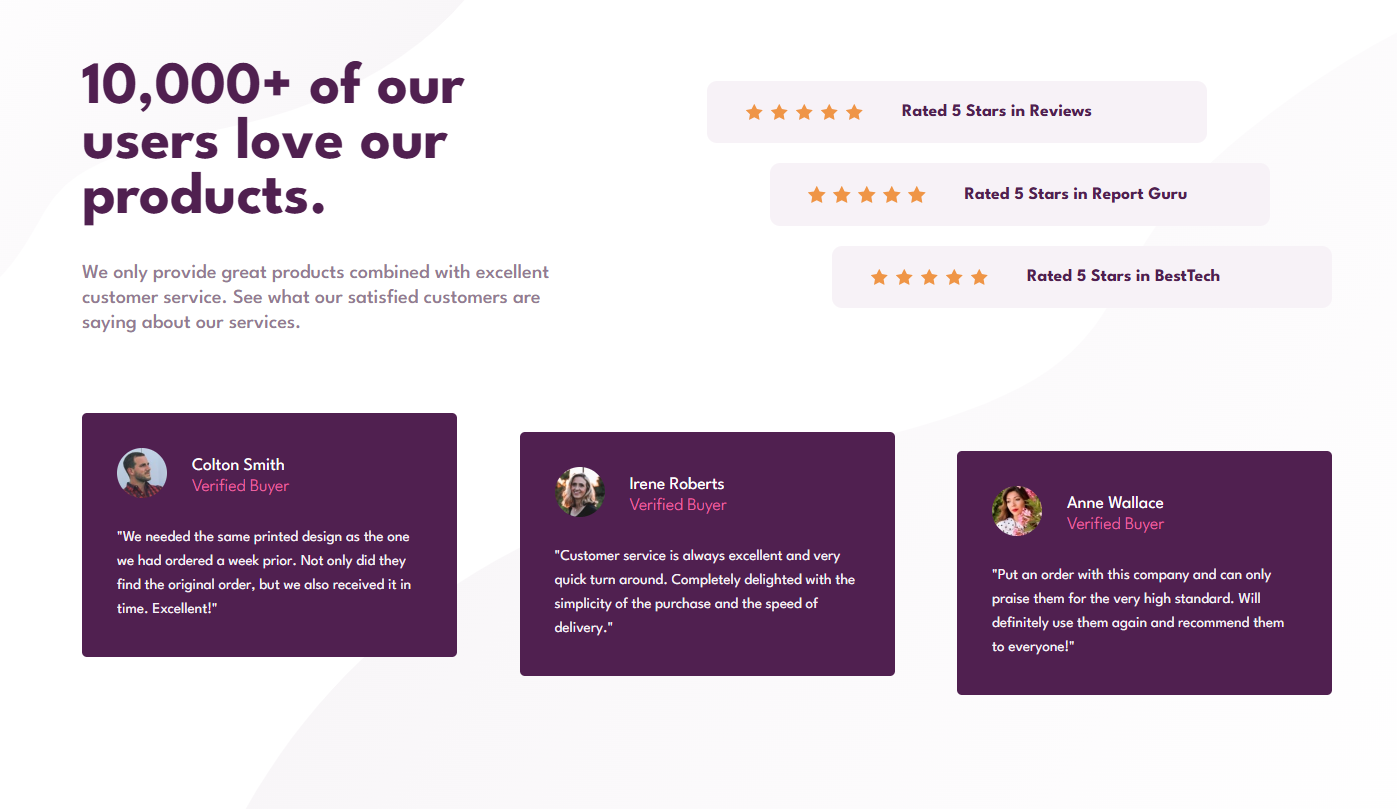 10,000+ of our
users love our
products.
We only provide great products combined with excellent
customer service. See what our satisfied customers are
saying about our services.
Rated 5 Stars in Reviews
Rated 5 Stars in Report Guru
Rated 5 Stars in BestTech
Colton Smith
Verified Buyer
"We needed the same printed design as the one
we had ordered a week prior. Not only did they
find the original order, but we also received it in
time. Excellent!"
Irene Roberts
Verified Buyer
"Customer service is always excellent and very
quick turn around. Completely delighted with the
simplicity of the purchase and the speed of
delivery."
Anne Wallace
Verified Buyer
"Put an order with this company and can only
praise them for the very high standard. Will
definitely use them again and recommend them
to everyone!"